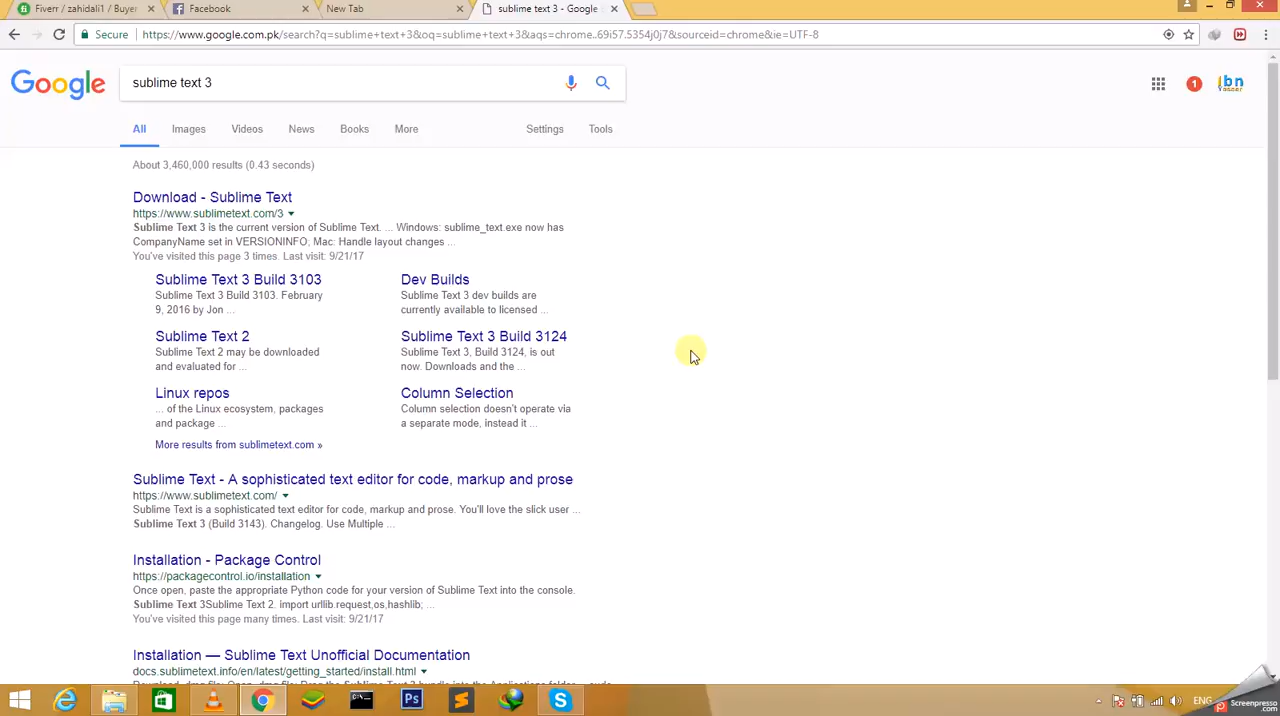 Fiverr / zahidali1 / Buyer
Facebook
New Tab
sublime text 3 - Google
Secure
https://www.google.com.pk/search?q=sublime+text+3&oq=sublime+text+3&aqs=chrome..69i57.5354j0j7&sourceid=chrome&ie=UTF-8
Google
sublime text 3
1
ibn
Yasser
All
Images
Videos
News
Books
More
Settings
Tools
About 3,460,000 results (0.43 seconds)
Download - Sublime Text
https://www.sublimetext.com/3
Sublime Text 3 is the current version of Sublime Text. ... Windows: sublime_text.exe now has
CompanyName set in VERSIONINFO; Mac: Handle layout changes ...
You've visited this page 3 times. Last visit: 9/21/17
Sublime Text 3 Build 3103
Sublime Text 3 Build 3103. February
9, 2016 by Jon ...
Dev Builds
Sublime Text 3 dev builds are
currently available to licensed ...
Sublime Text 2
Sublime Text 2 may be downloaded
and evaluated for ...
Sublime Text 3 Build 3124
Sublime Text 3, Build 3124, is out
now. Downloads and the ...
Linux repos
... of the Linux ecosystem, packages
and package ...
Column Selection
Column selection doesn't operate via
a separate mode, instead it ...
More results from sublimetext.com »
Sublime Text - A sophisticated text editor for code, markup and prose
https://www.sublimetext.com/
Sublime Text is a sophisticated text editor for code, markup and prose. You'll love the slick user ...
Sublime Text 3 (Build 3143). Changelog. Use Multiple ...
Installation - Package Control
https://packagecontrol.io/installation
Once open, paste the appropriate Python code for your version of Sublime Text into the console.
Sublime Text 3Sublime Text 2. import urllib.request,os,hashlib; ...
You've visited this page many times. Last visit: 9/21/17
Installation — Sublime Text Unofficial Documentation
docs.sublimetext.info/en/latest/getting_started/install.html
Ps
ENG
Screenpresso
.com